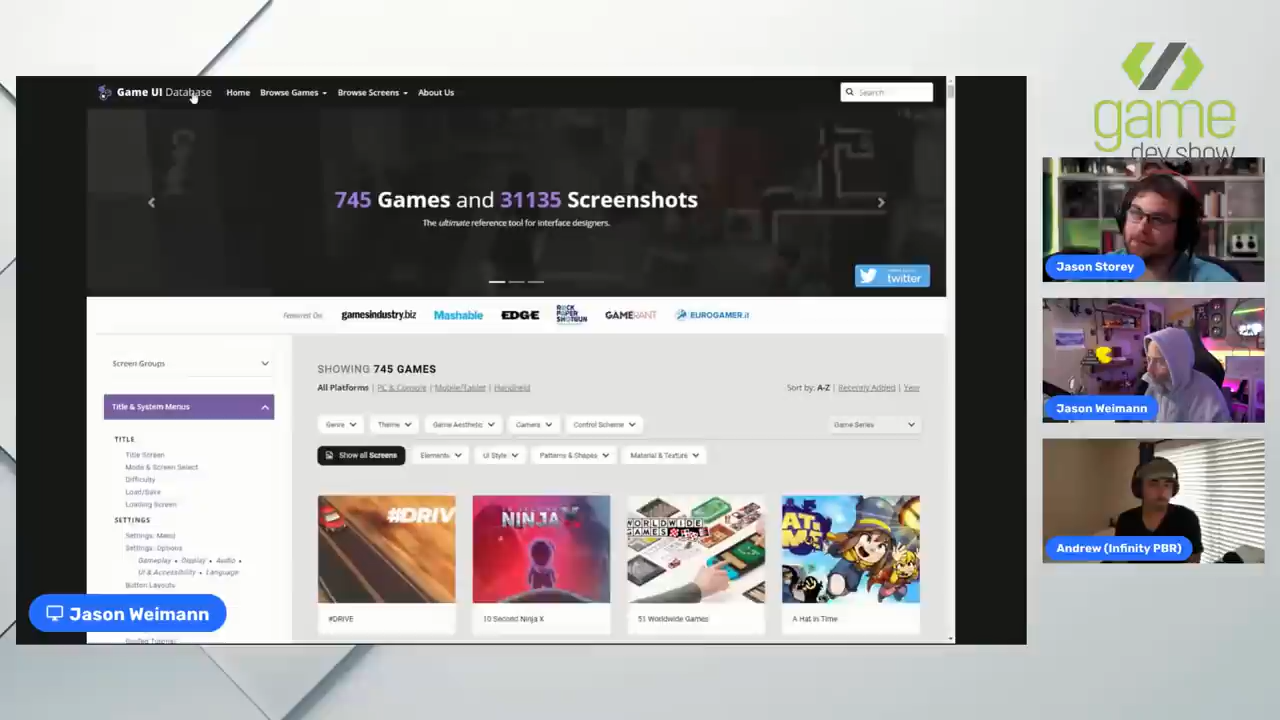 Game UI Database
Home
Browse Games
Browse Screens
About Us
Search
745 Games and 31135 Screenshots
The ultimate reference tool for interface designers.
twitter
Featured On:
gamesindustry.biz
Mashable
EDGE
ROCK
PAPER
SHOTGUN
GAMERANT
EUROGAMER.it
Screen Groups
Title & System Menus
TITLE
Title Screen
Mode & Screen Select
Difficulty
Load/Save
Loading Screen
SETTINGS
Settings: Menu
Settings: Options
Gameplay • Display • Audio •
UI & Accessibility • Language
Button Layouts
SHOWING 745 GAMES
All Platforms | PC & Console | Mobile/Tablet | Handheld
Sort by: A-Z | Recently Added | Year
Genre
Theme
Game Aesthetic
Camera
Control Scheme
Game Series
Show all Screens
Elements
UI Style
Patterns & Shapes
Material & Texture
#DRIV
NINJA
WORLDWIDE
GAMES
#DRIVE
10 Second Ninja X
51 Worldwide Games
A Hat in Time
Jason Weimann
game
dev show
Jason Storey
Jason Weimann
Andrew (Infinity PBR)